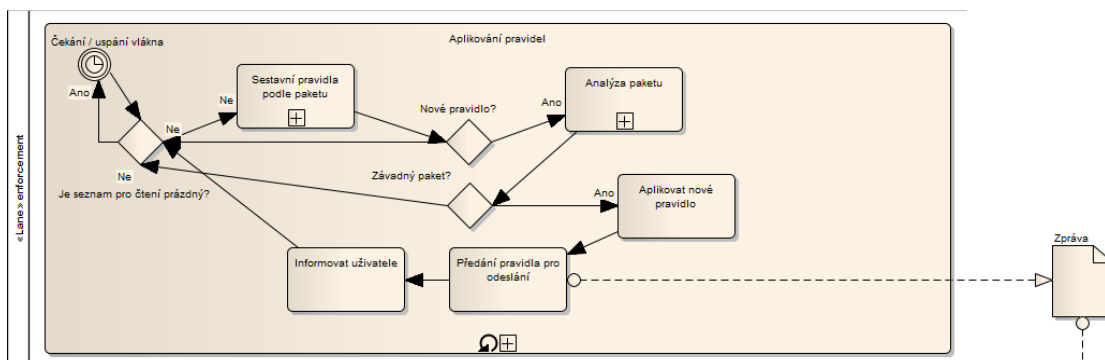 Aplikování pravidel
Čekání / uspání vlákna
Ano
Ne
Sestavní pravidla
podle paketu
Ne
Nové pravidlo?
Ano
Analýza paketu
Ne
Je seznam pro čtení prázdný?
Závadný paket?
Ano
Aplikovat nové
pravidlo
Informovat uživatele
Předání pravidla pro
odeslání
Zpráva
«Lane» enforcement